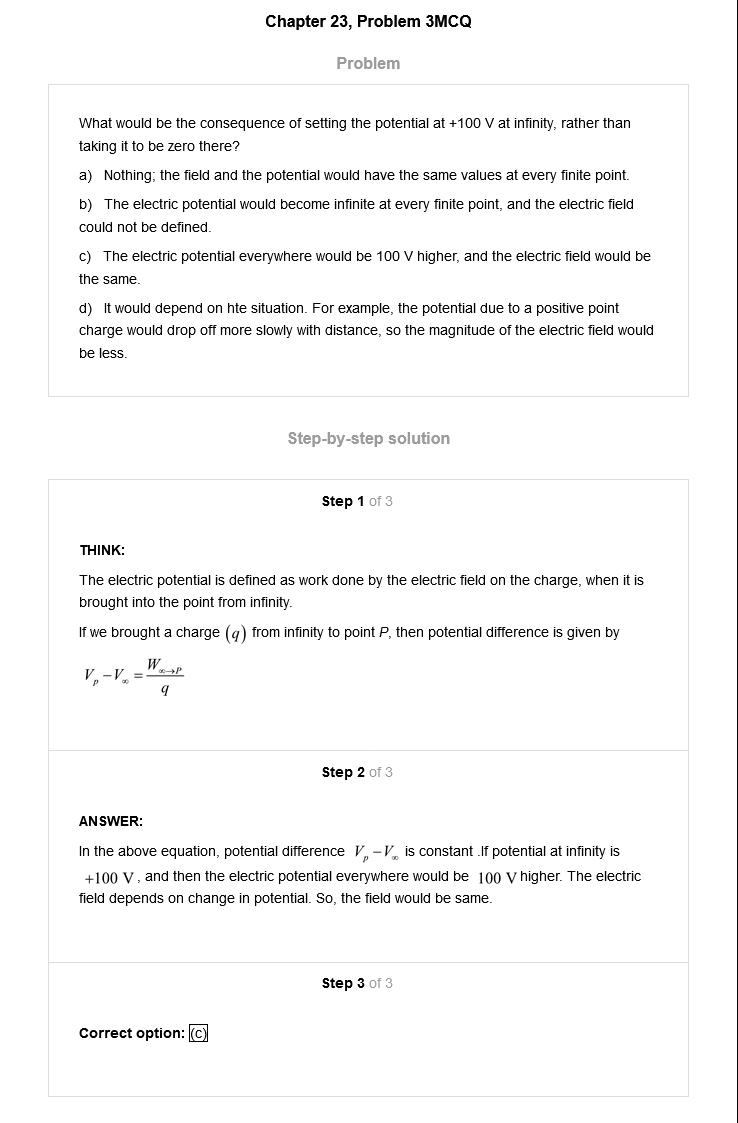 Chapter 23, Problem 3MCQ
Problem
What would be the consequence of setting the potential at +100 V at infinity, rather than
taking it to be zero there?
a) Nothing; the field and the potential would have the same values at every finite point.
b) The electric potential would become infinite at every finite point, and the electric field
could not be defined.
c) The electric potential everywhere would be 100 V higher, and the electric field would be
the same.
d) It would depend on hte situation. For example, the potential due to a positive point
charge would drop off more slowly with distance, so the magnitude of the electric field would
be less.
Step-by-step solution
Step 1 of 3
THINK:
The electric potential is defined as work done by the electric field on the charge, when it is
brought into the point from infinity.
If we brought a charge (q) from infinity to point P, then potential difference is given by
V_p − V_∞ = W_∞→P / q
Step 2 of 3
ANSWER:
In the above equation, potential difference V_p − V_∞ is constant .If potential at infinity is
+100 V , and then the electric potential everywhere would be 100 V higher. The electric
field depends on change in potential. So, the field would be same.
Step 3 of 3
Correct option: (c)